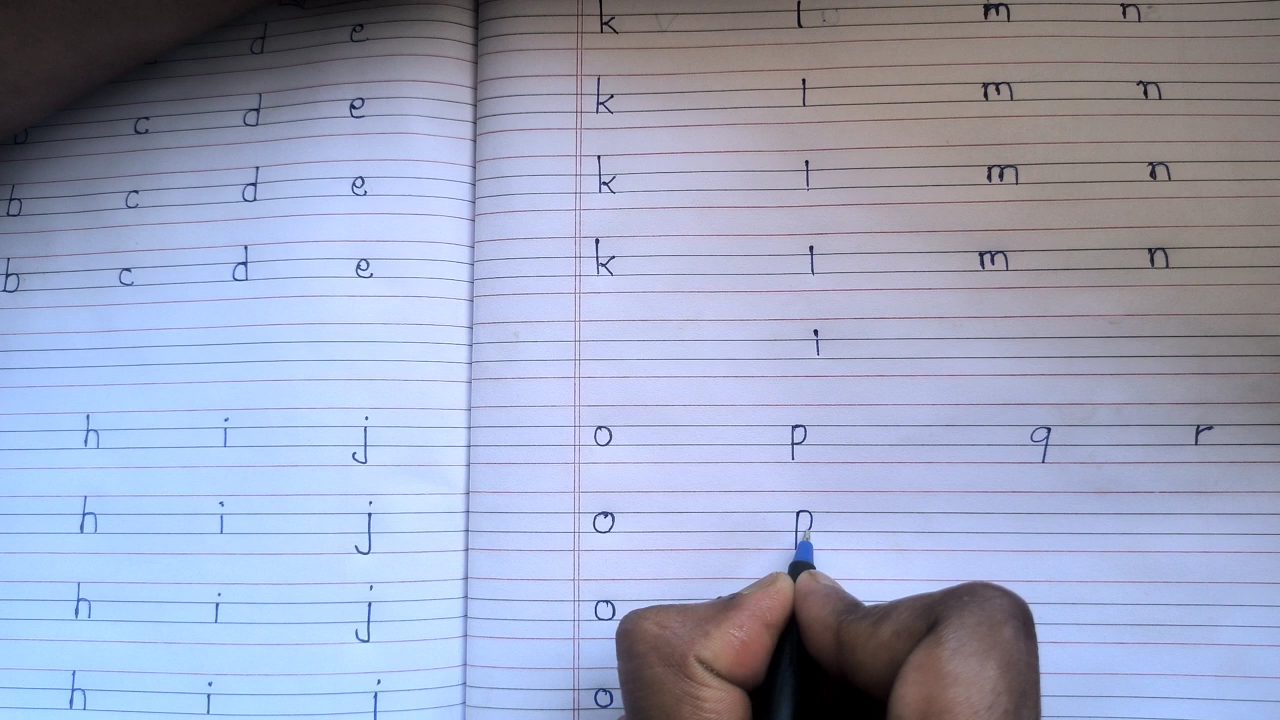 d e
c d e
b c d e
b c d e
h i j
h i j
h i j
h i j
k l m n
k l m n
k l m n
k l m n
i
o p q r
o p
o
o